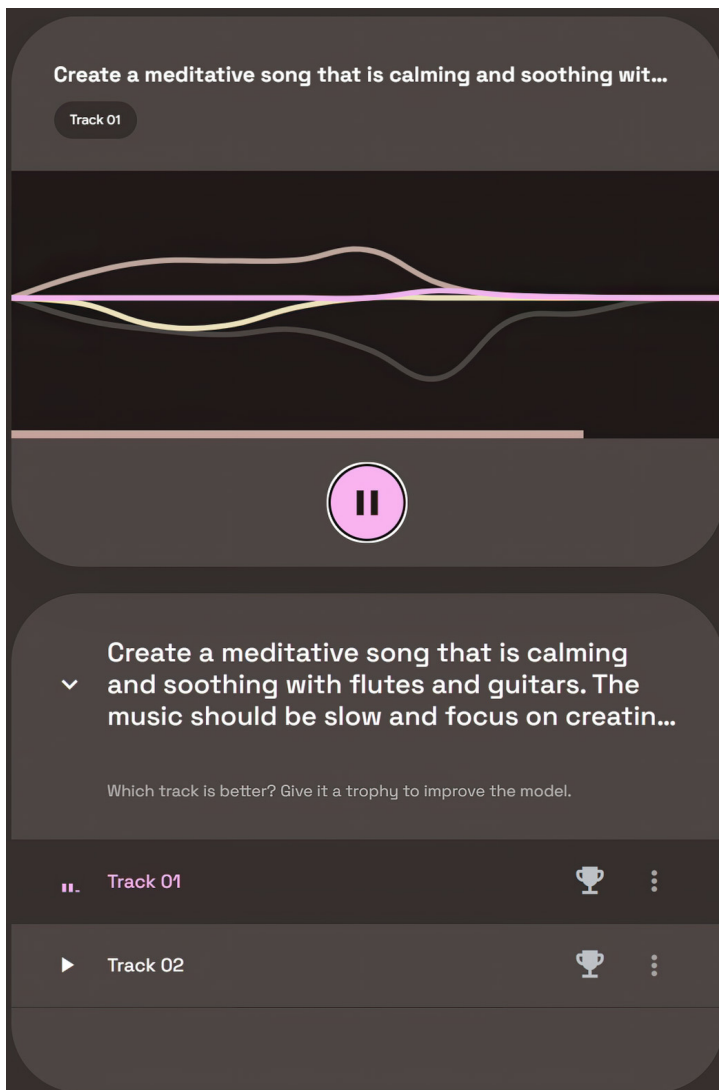 Create a meditative song that is calming and soothing wit...
Track 01
Create a meditative song that is calming
and soothing with flutes and guitars. The
music should be slow and focus on creatin...
Which track is better? Give it a trophy to improve the model.
Track 01
Track 02